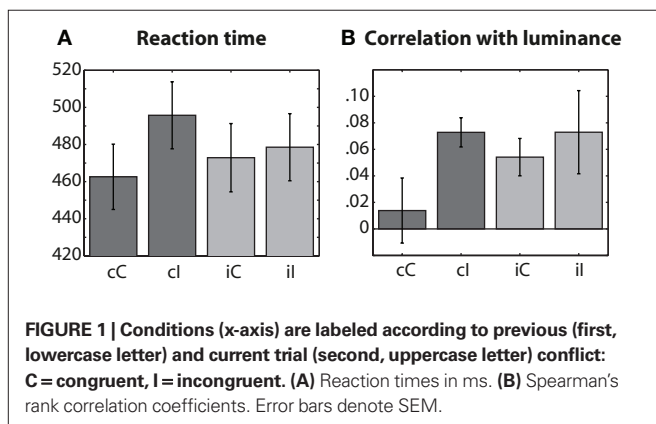 A Reaction time
520
500
480
460
440
420
cC cI iC iI
B Correlation with luminance
.10
.08
.06
.04
.02
0
cC cI iC iI
FIGURE 1 | Conditions (x-axis) are labeled according to previous (first,
lowercase letter) and current trial (second, uppercase letter) conflict:
C = congruent, I = incongruent. (A) Reaction times in ms. (B) Spearman's
rank correlation coefficients. Error bars denote SEM.